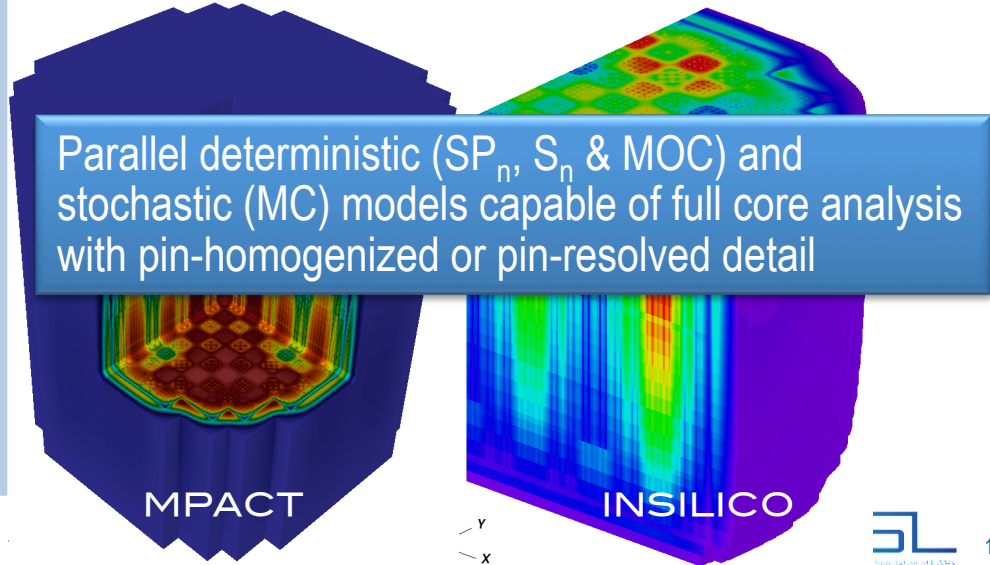 Parallel deterministic (SPn, Sn & MOC) and
stochastic (MC) models capable of full core analysis
with pin-homogenized or pin-resolved detail
MPACT
INSILICO
Y
X